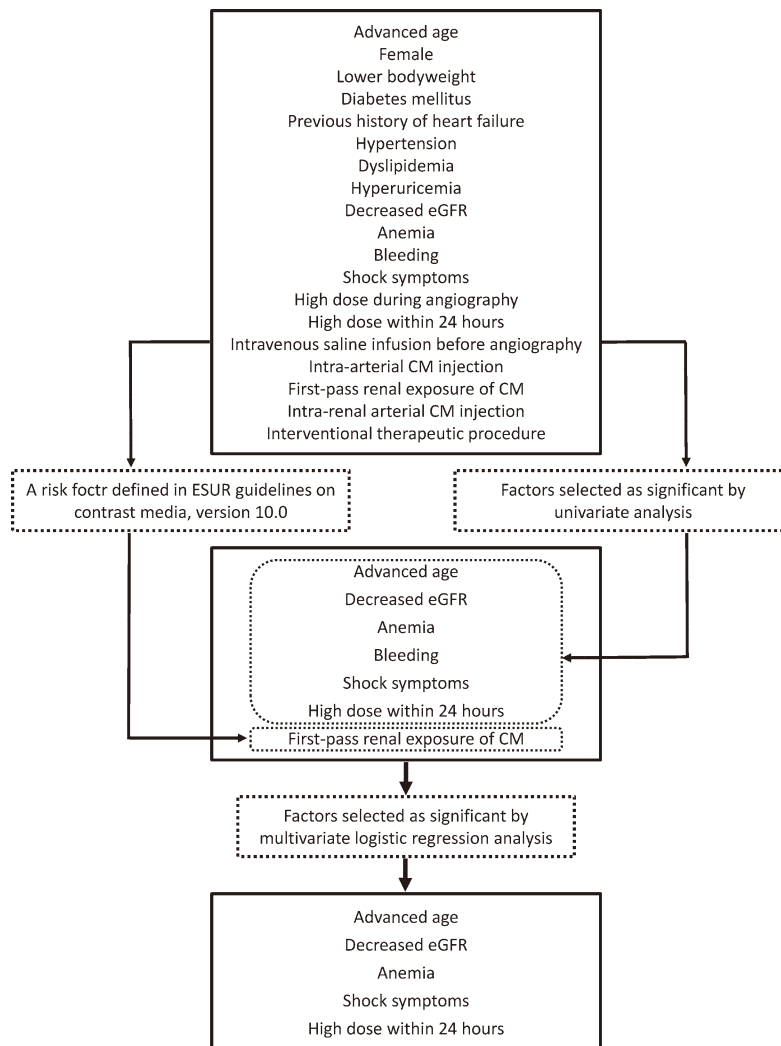 Advanced age
Female
Lower bodyweight
Diabetes mellitus
Previous history of heart failure
Hypertension
Dyslipidemia
Hyperuricemia
Decreased eGFR
Anemia
Bleeding
Shock symptoms
High dose during angiography
High dose within 24 hours
Intravenous saline infusion before angiography
Intra-arterial CM injection
First-pass renal exposure of CM
Intra-renal arterial CM injection
Interventional therapeutic procedure
A risk foctr defined in ESUR guidelines on
contrast media, version 10.0
Factors selected as significant by
univariate analysis
Advanced age
Decreased eGFR
Anemia
Bleeding
Shock symptoms
High dose within 24 hours
First-pass renal exposure of CM
Factors selected as significant by
multivariate logistic regression analysis
Advanced age
Decreased eGFR
Anemia
Shock symptoms
High dose within 24 hours